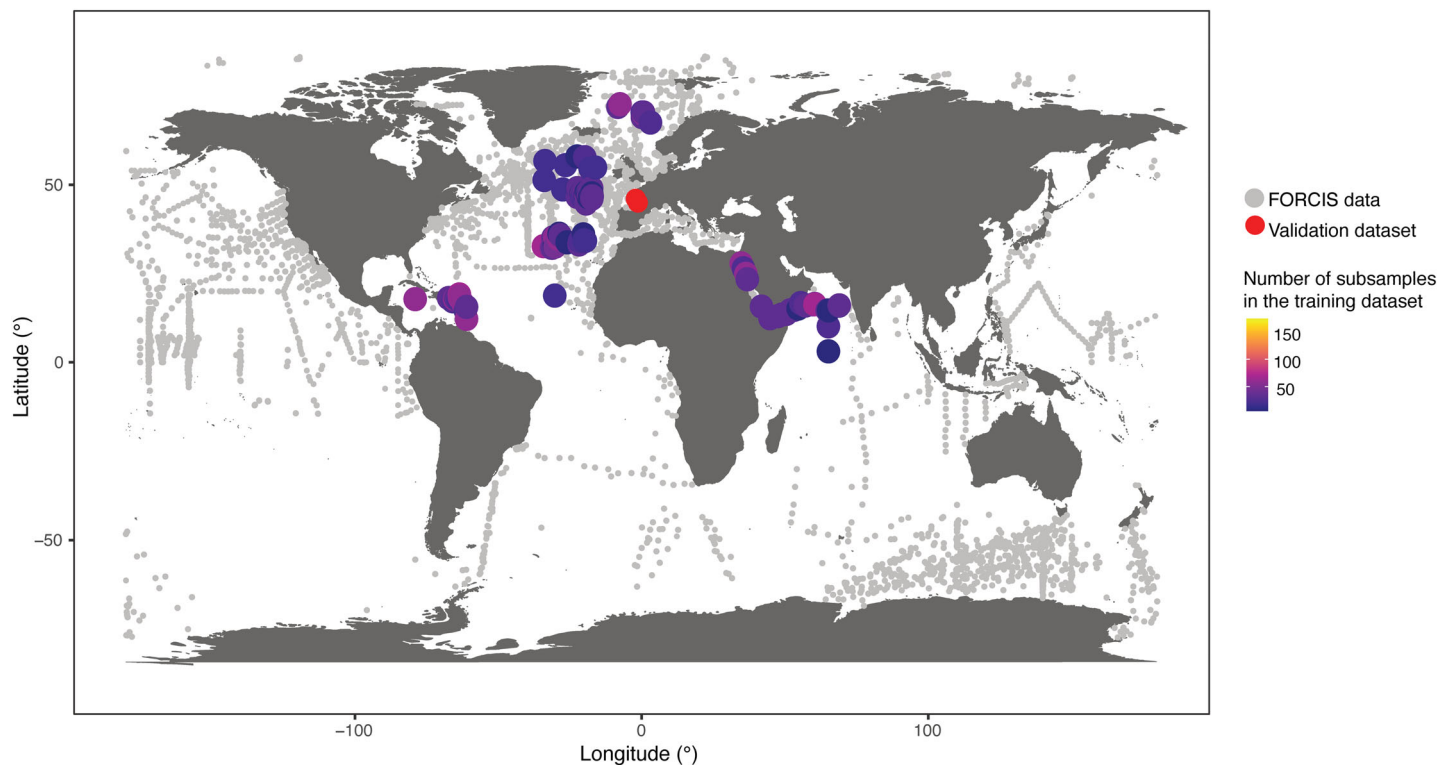 50
0
−50
Latitude (°)
−100
0
100
Longitude (°)
FORCIS data
Validation dataset
Number of subsamples
in the training dataset
150
100
50